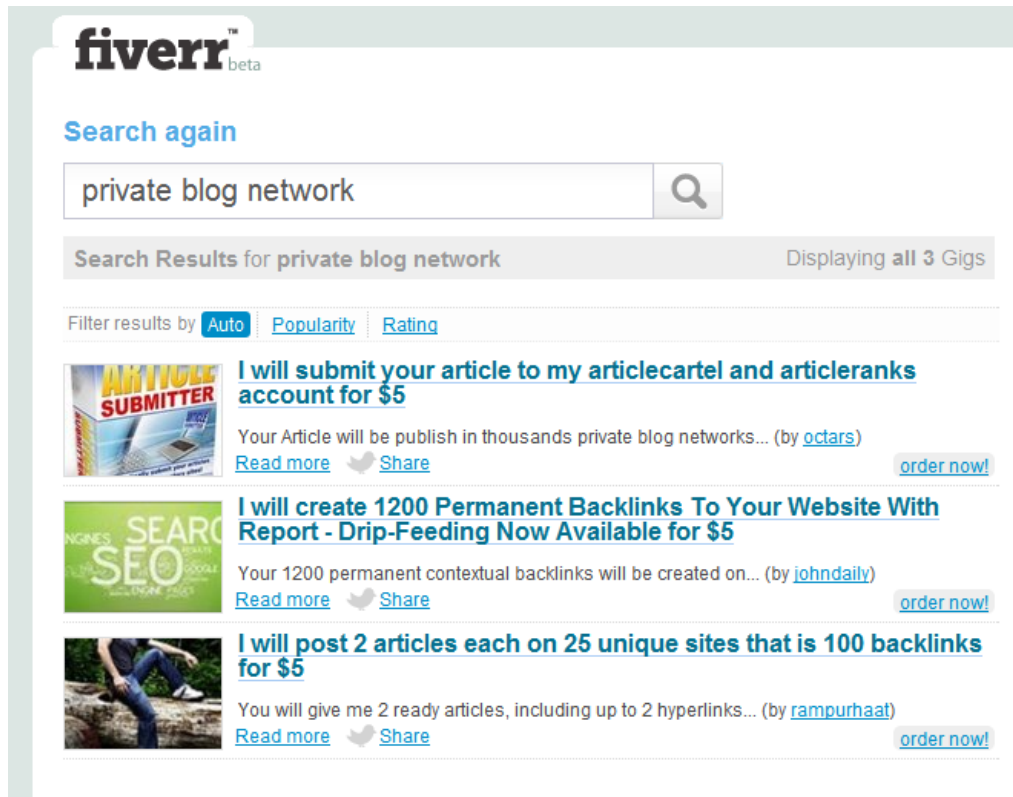 fiverr™
beta
Search again
private blog network
Search Results for private blog network Displaying all 3 Gigs
Filter results by Auto Popularity Rating
ARTICLE
SUBMITTER
I will submit your article to my articlecartel and articleranks
account for $5
Your Article will be publish in thousands private blog networks... (by octars)
Read more Share
order now!
SEARC
SEO
I will create 1200 Permanent Backlinks To Your Website With
Report - Drip-Feeding Now Available for $5
Your 1200 permanent contextual backlinks will be created on... (by johndaily)
Read more Share
order now!
I will post 2 articles each on 25 unique sites that is 100 backlinks
for $5
You will give me 2 ready articles, including up to 2 hyperlinks... (by rampurhaat)
Read more Share
order now!